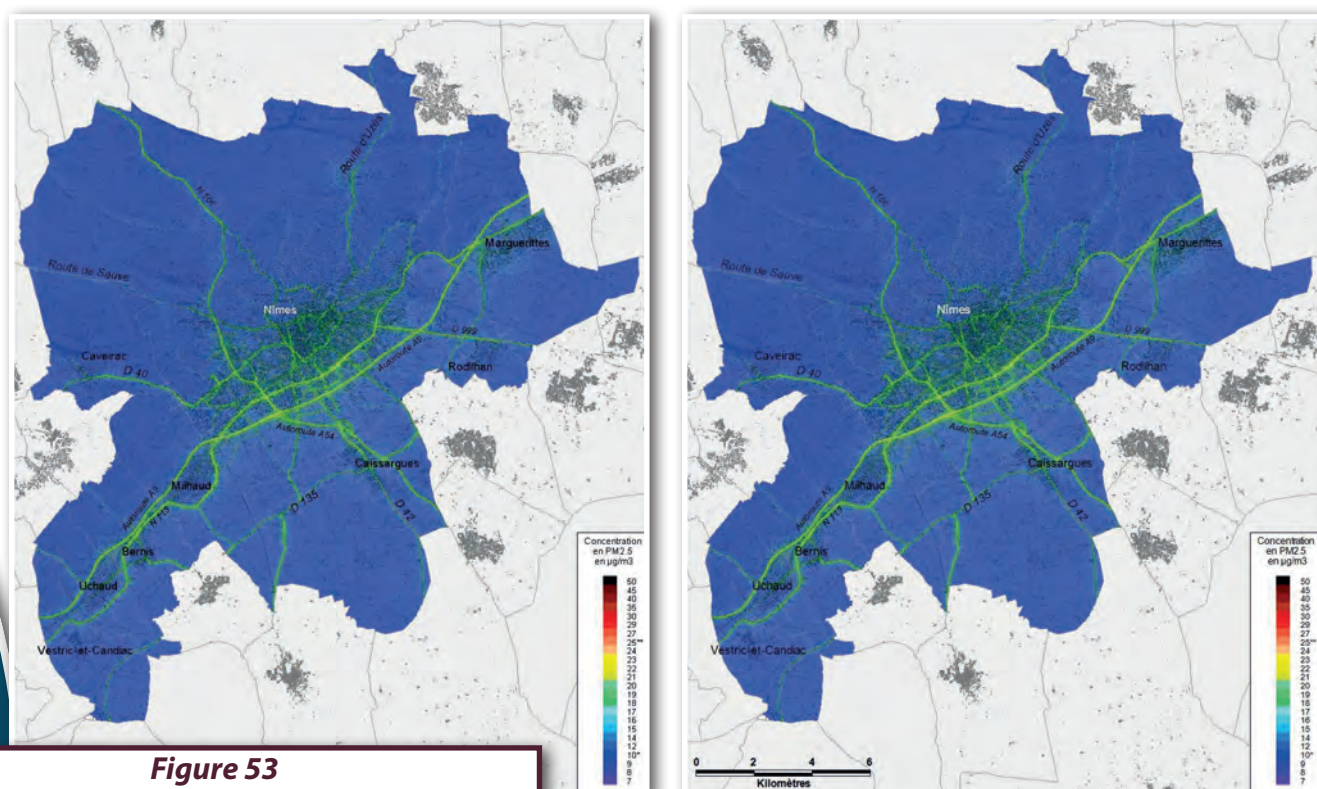 Route d'Uzès
N 106
Marguerittes
Route de Sauve
Nîmes
D 999
Caveirac
D 40
Autoroute A9
Rodilhan
Autoroute A54
Caissargues
Milhaud
D 135
Autoroute A9
N 113
D 42
Bernis
Uchaud
Vestric-et-Candiac
Concentration
en PM2.5
en µg/m3
50
45
40
35
30
29
27
25**
24
23
22
21
20
19
18
17
16
15
14
12
10*
9
8
7
Figure 53
Route d'Uzès
N 106
Marguerittes
Route de Sauve
Nîmes
D 999
Caveirac
D 40
Autoroute A9
Rodilhan
Autoroute A54
Caissargues
Milhaud
D 135
Autoroute A9
N 113
D 42
Bernis
Uchaud
Vestric-et-Candiac
Concentration
en PM2.5
en µg/m3
50
45
40
35
30
29
27
25**
24
23
22
21
20
19
18
17
16
15
14
12
10*
9
8
7
0 2 4 6
Kilomètres